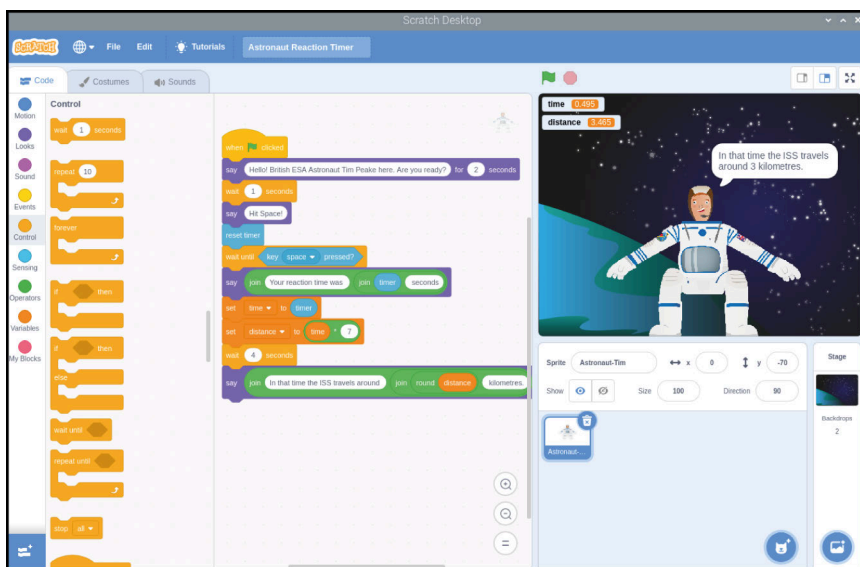 Scratch Desktop
SCRATCH
File Edit Tutorials Astronaut Reaction Timer
Code Costumes Sounds
Motion
Looks
Sound
Events
Control
Sensing
Operators
Variables
My Blocks
Control
wait 1 seconds
repeat 10
forever
if then
if then
else
wait until
repeat until
stop all
when clicked
say Hello! British ESA Astronaut Tim Peake here. Are you ready? for 2 seconds
wait 1 seconds
say Hit Space!
reset timer
wait until key space pressed?
say join Your reaction time was join timer seconds
set time to timer
set distance to time * 7
wait 4 seconds
say join In that time the ISS travels around join round distance kilometres.
time 0.495
distance 3.465
In that time the ISS travels
around 3 kilometres.
Sprite Astronaut-Tim x 0 y -70
Show Size 100 Direction 90
Astronaut-...
Stage
Backdrops
2